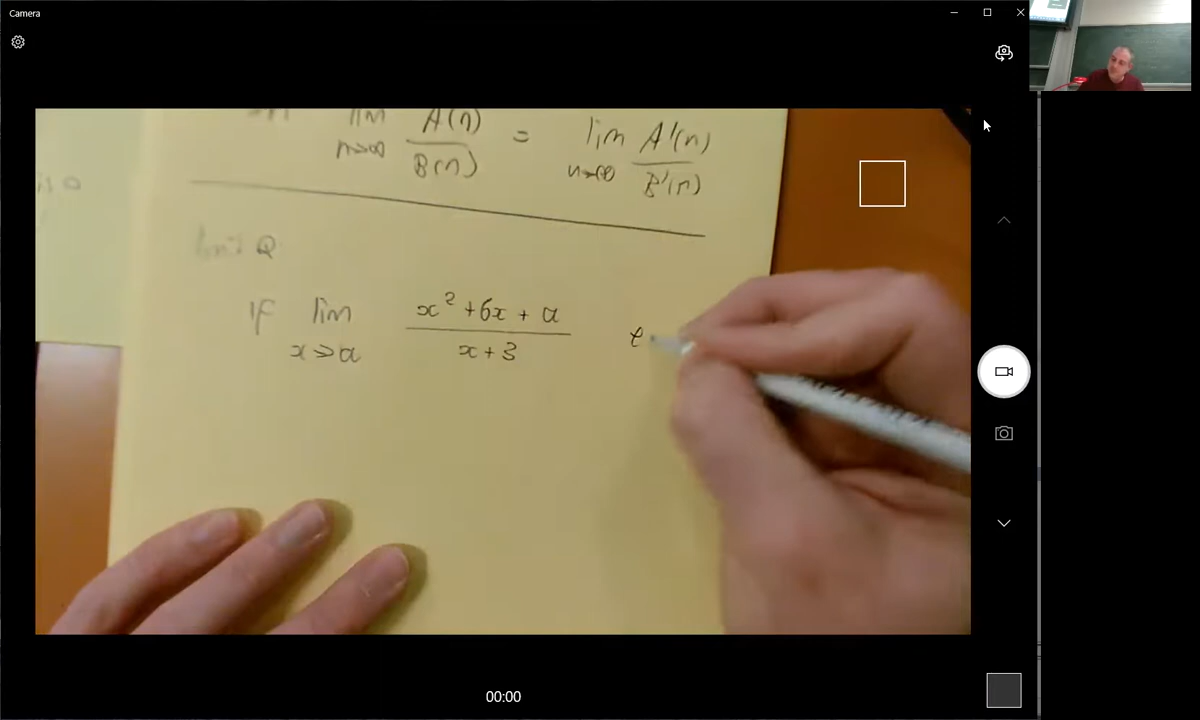 Camera
lim A(n) = lim A'(n)
n→∞ B(n) n→∞ B'(n)
Q
If lim x² + 6x + a e
x→a x + 3
00:00